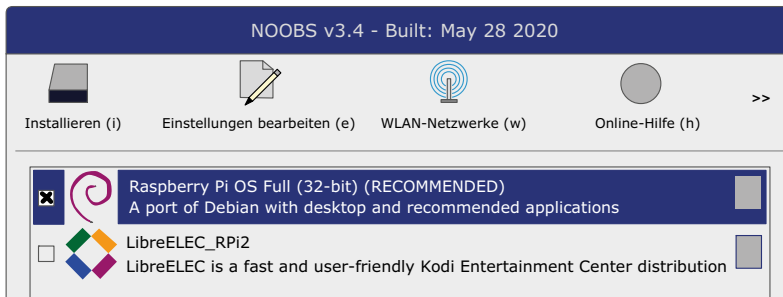 NOOBS v3.4 - Built: May 28 2020
Installieren (i)
Einstellungen bearbeiten (e)
WLAN-Netzwerke (w)
Online-Hilfe (h)
>>
Raspberry Pi OS Full (32-bit) (RECOMMENDED)
A port of Debian with desktop and recommended applications
LibreELEC_RPi2
LibreELEC is a fast and user-friendly Kodi Entertainment Center distribution